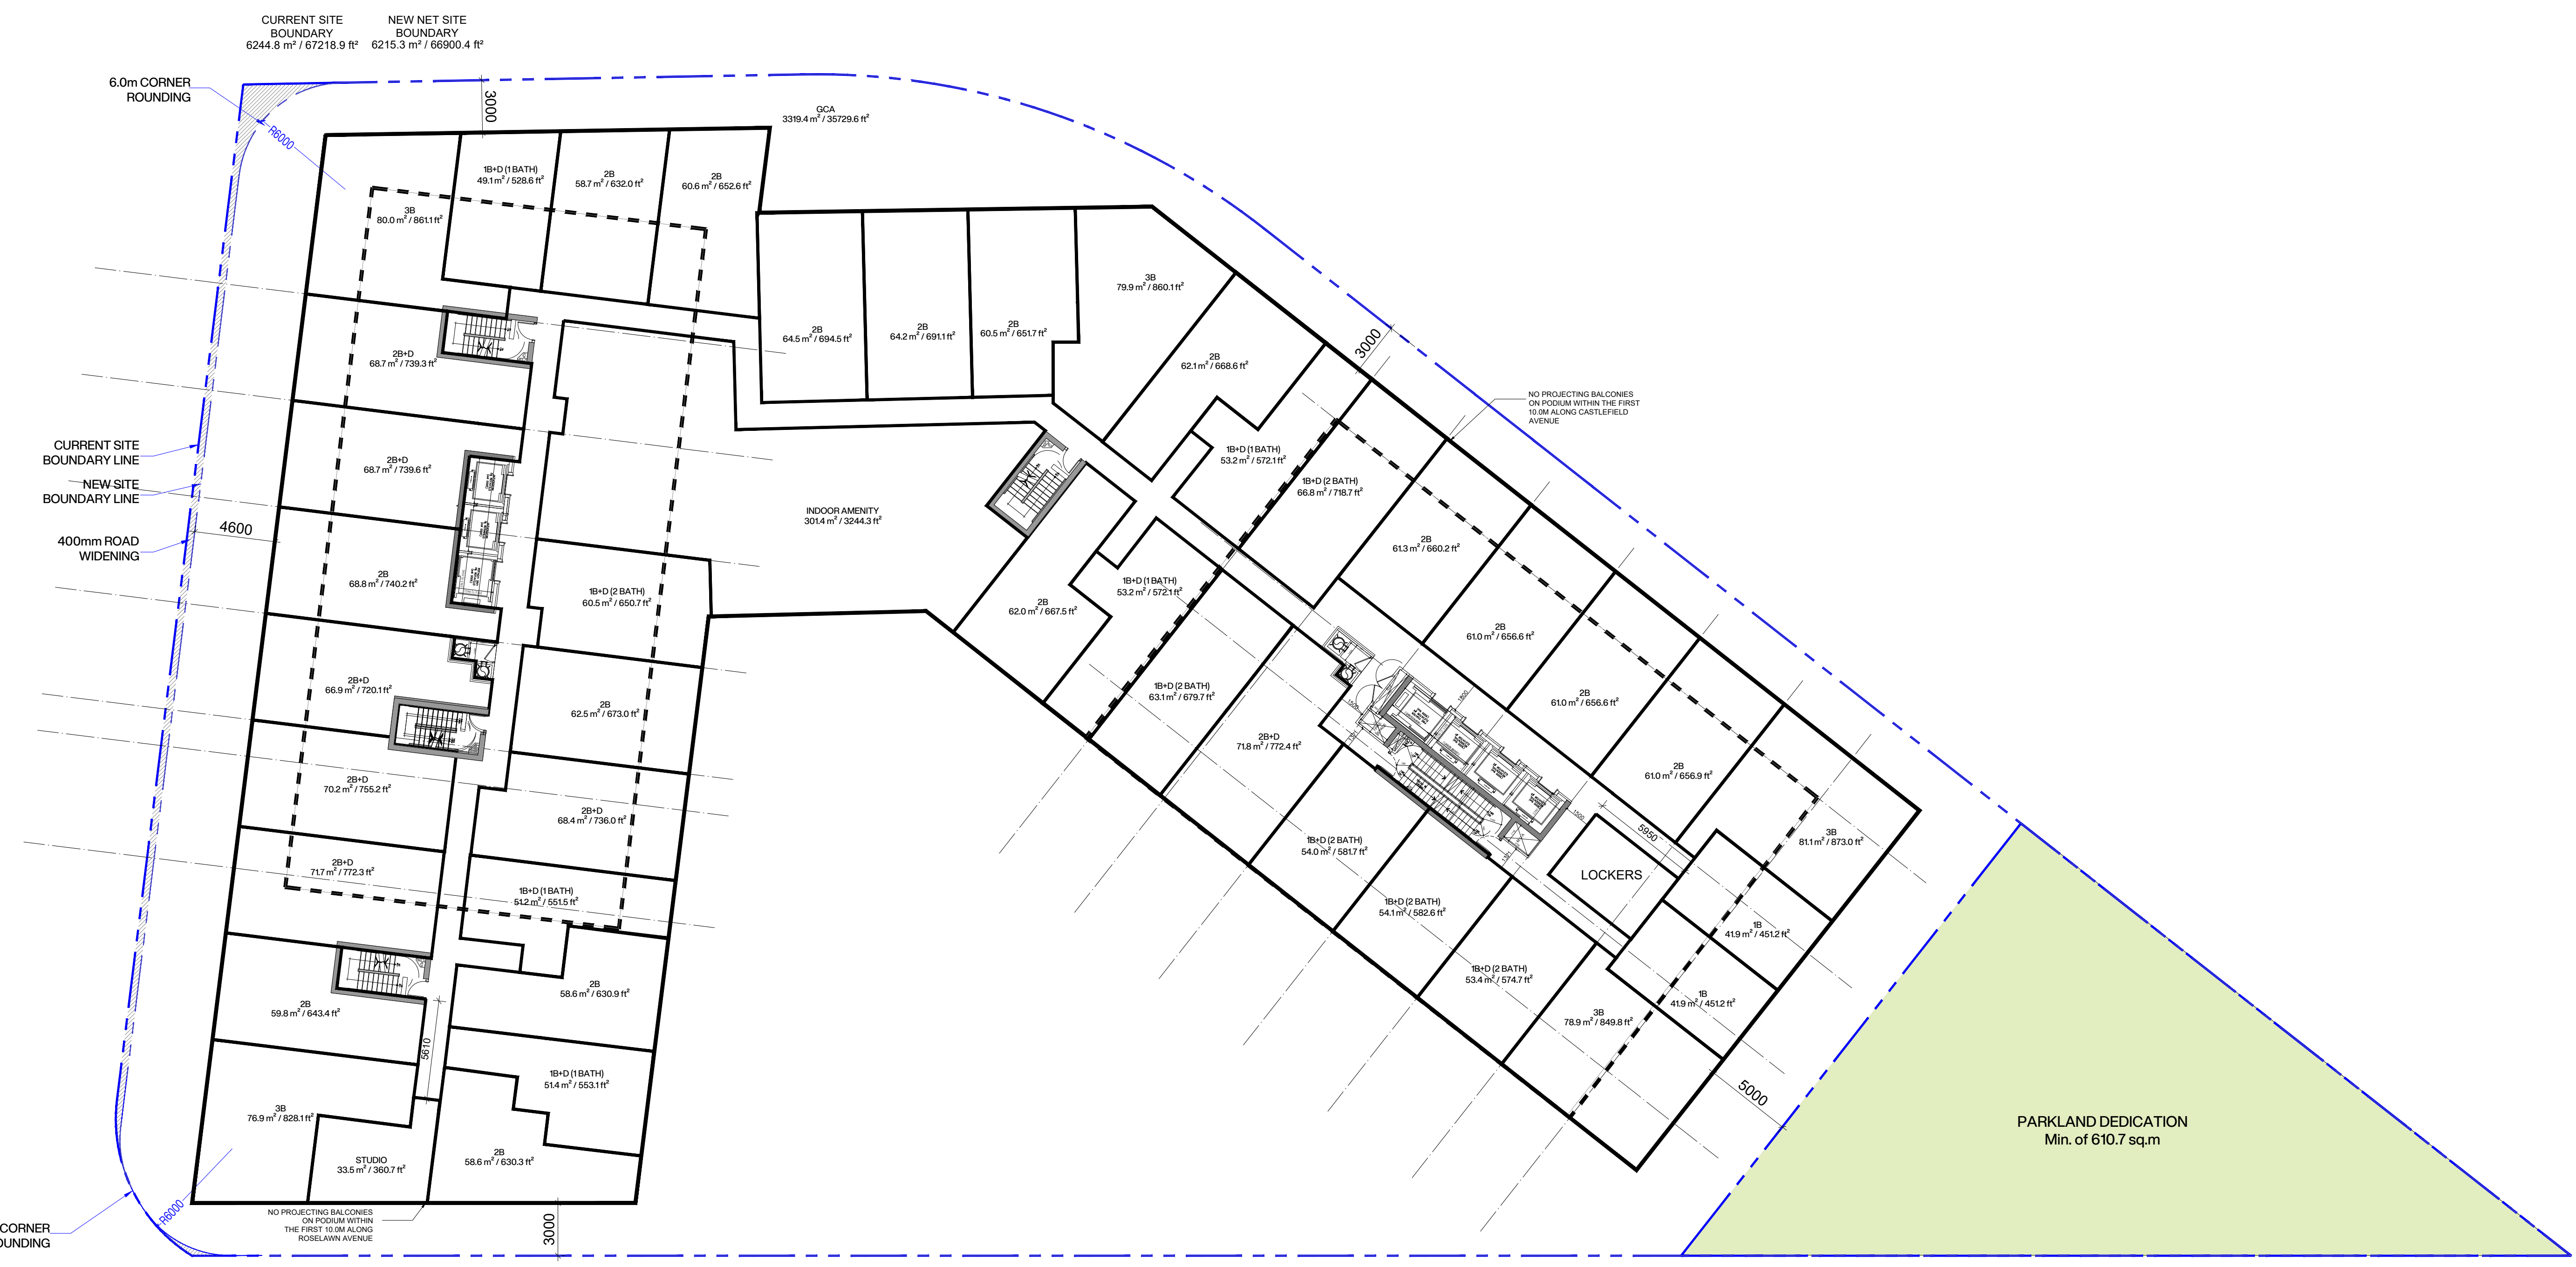 CURRENT SITE
BOUNDARY
6244.8 m² / 67218.9 ft²
NEW NET SITE
BOUNDARY
6215.3 m² / 66900.4 ft²
6.0m CORNER
ROUNDING
R6000
3000
GCA
3319.4 m² / 35729.6 ft²
3B
80.0 m² / 861.1 ft²
1B+D (1 BATH)
49.1 m² / 528.6 ft²
2B
58.7 m² / 632.0 ft²
2B
60.6 m² / 652.6 ft²
2B
64.5 m² / 694.5 ft²
2B
64.2 m² / 691.1 ft²
2B
60.5 m² / 651.7 ft²
3B
79.9 m² / 860.1 ft²
2B
62.1 m² / 668.6 ft²
3000
NO PROJECTING BALCONIES
ON PODIUM WITHIN THE FIRST
10.0M ALONG CASTLEFIELD
AVENUE
2B+D
68.7 m² / 739.3 ft²
CURRENT SITE
BOUNDARY LINE
NEW SITE
BOUNDARY LINE
4600
400mm ROAD
WIDENING
2B+D
68.7 m² / 739.6 ft²
2B
68.8 m² / 740.2 ft²
1B+D (2 BATH)
60.5 m² / 650.7 ft²
INDOOR AMENITY
301.4 m² / 3244.3 ft²
1B+D (1 BATH)
53.2 m² / 572.1 ft²
1B+D (2 BATH)
66.8 m² / 718.7 ft²
2B
61.3 m² / 660.2 ft²
1B+D (1 BATH)
53.2 m² / 572.1 ft²
2B
62.0 m² / 667.5 ft²
2B
61.0 m² / 656.6 ft²
2B+D
66.9 m² / 720.1 ft²
2B
62.5 m² / 673.0 ft²
1B+D (2 BATH)
63.1 m² / 679.7 ft²
2B
61.0 m² / 656.6 ft²
2B+D
71.8 m² / 772.4 ft²
1500
1800
2B
61.0 m² / 656.9 ft²
2B+D
70.2 m² / 755.2 ft²
2B+D
68.4 m² / 736.0 ft²
1500
5950
3B
81.1 m² / 873.0 ft²
2B+D
71.7 m² / 772.3 ft²
1B+D (1 BATH)
51.2 m² / 551.5 ft²
1B+D (2 BATH)
54.0 m² / 581.7 ft²
LOCKERS
1B+D (2 BATH)
54.1 m² / 582.6 ft²
1B
41.9 m² / 451.2 ft²
1B+D (2 BATH)
53.4 m² / 574.7 ft²
1B
41.9 m² / 451.2 ft²
2B
59.8 m² / 643.4 ft²
2B
58.6 m² / 630.9 ft²
3B
78.9 m² / 849.8 ft²
5610
1B+D (1 BATH)
51.4 m² / 553.1 ft²
5000
3B
76.9 m² / 828.1 ft²
STUDIO
33.5 m² / 360.7 ft²
2B
58.6 m² / 630.3 ft²
PARKLAND DEDICATION
Min. of 610.7 sq.m
R6000
CORNER
OUNDING
NO PROJECTING BALCONIES
ON PODIUM WITHIN
THE FIRST 10.0M ALONG
ROSELAWN AVENUE
3000